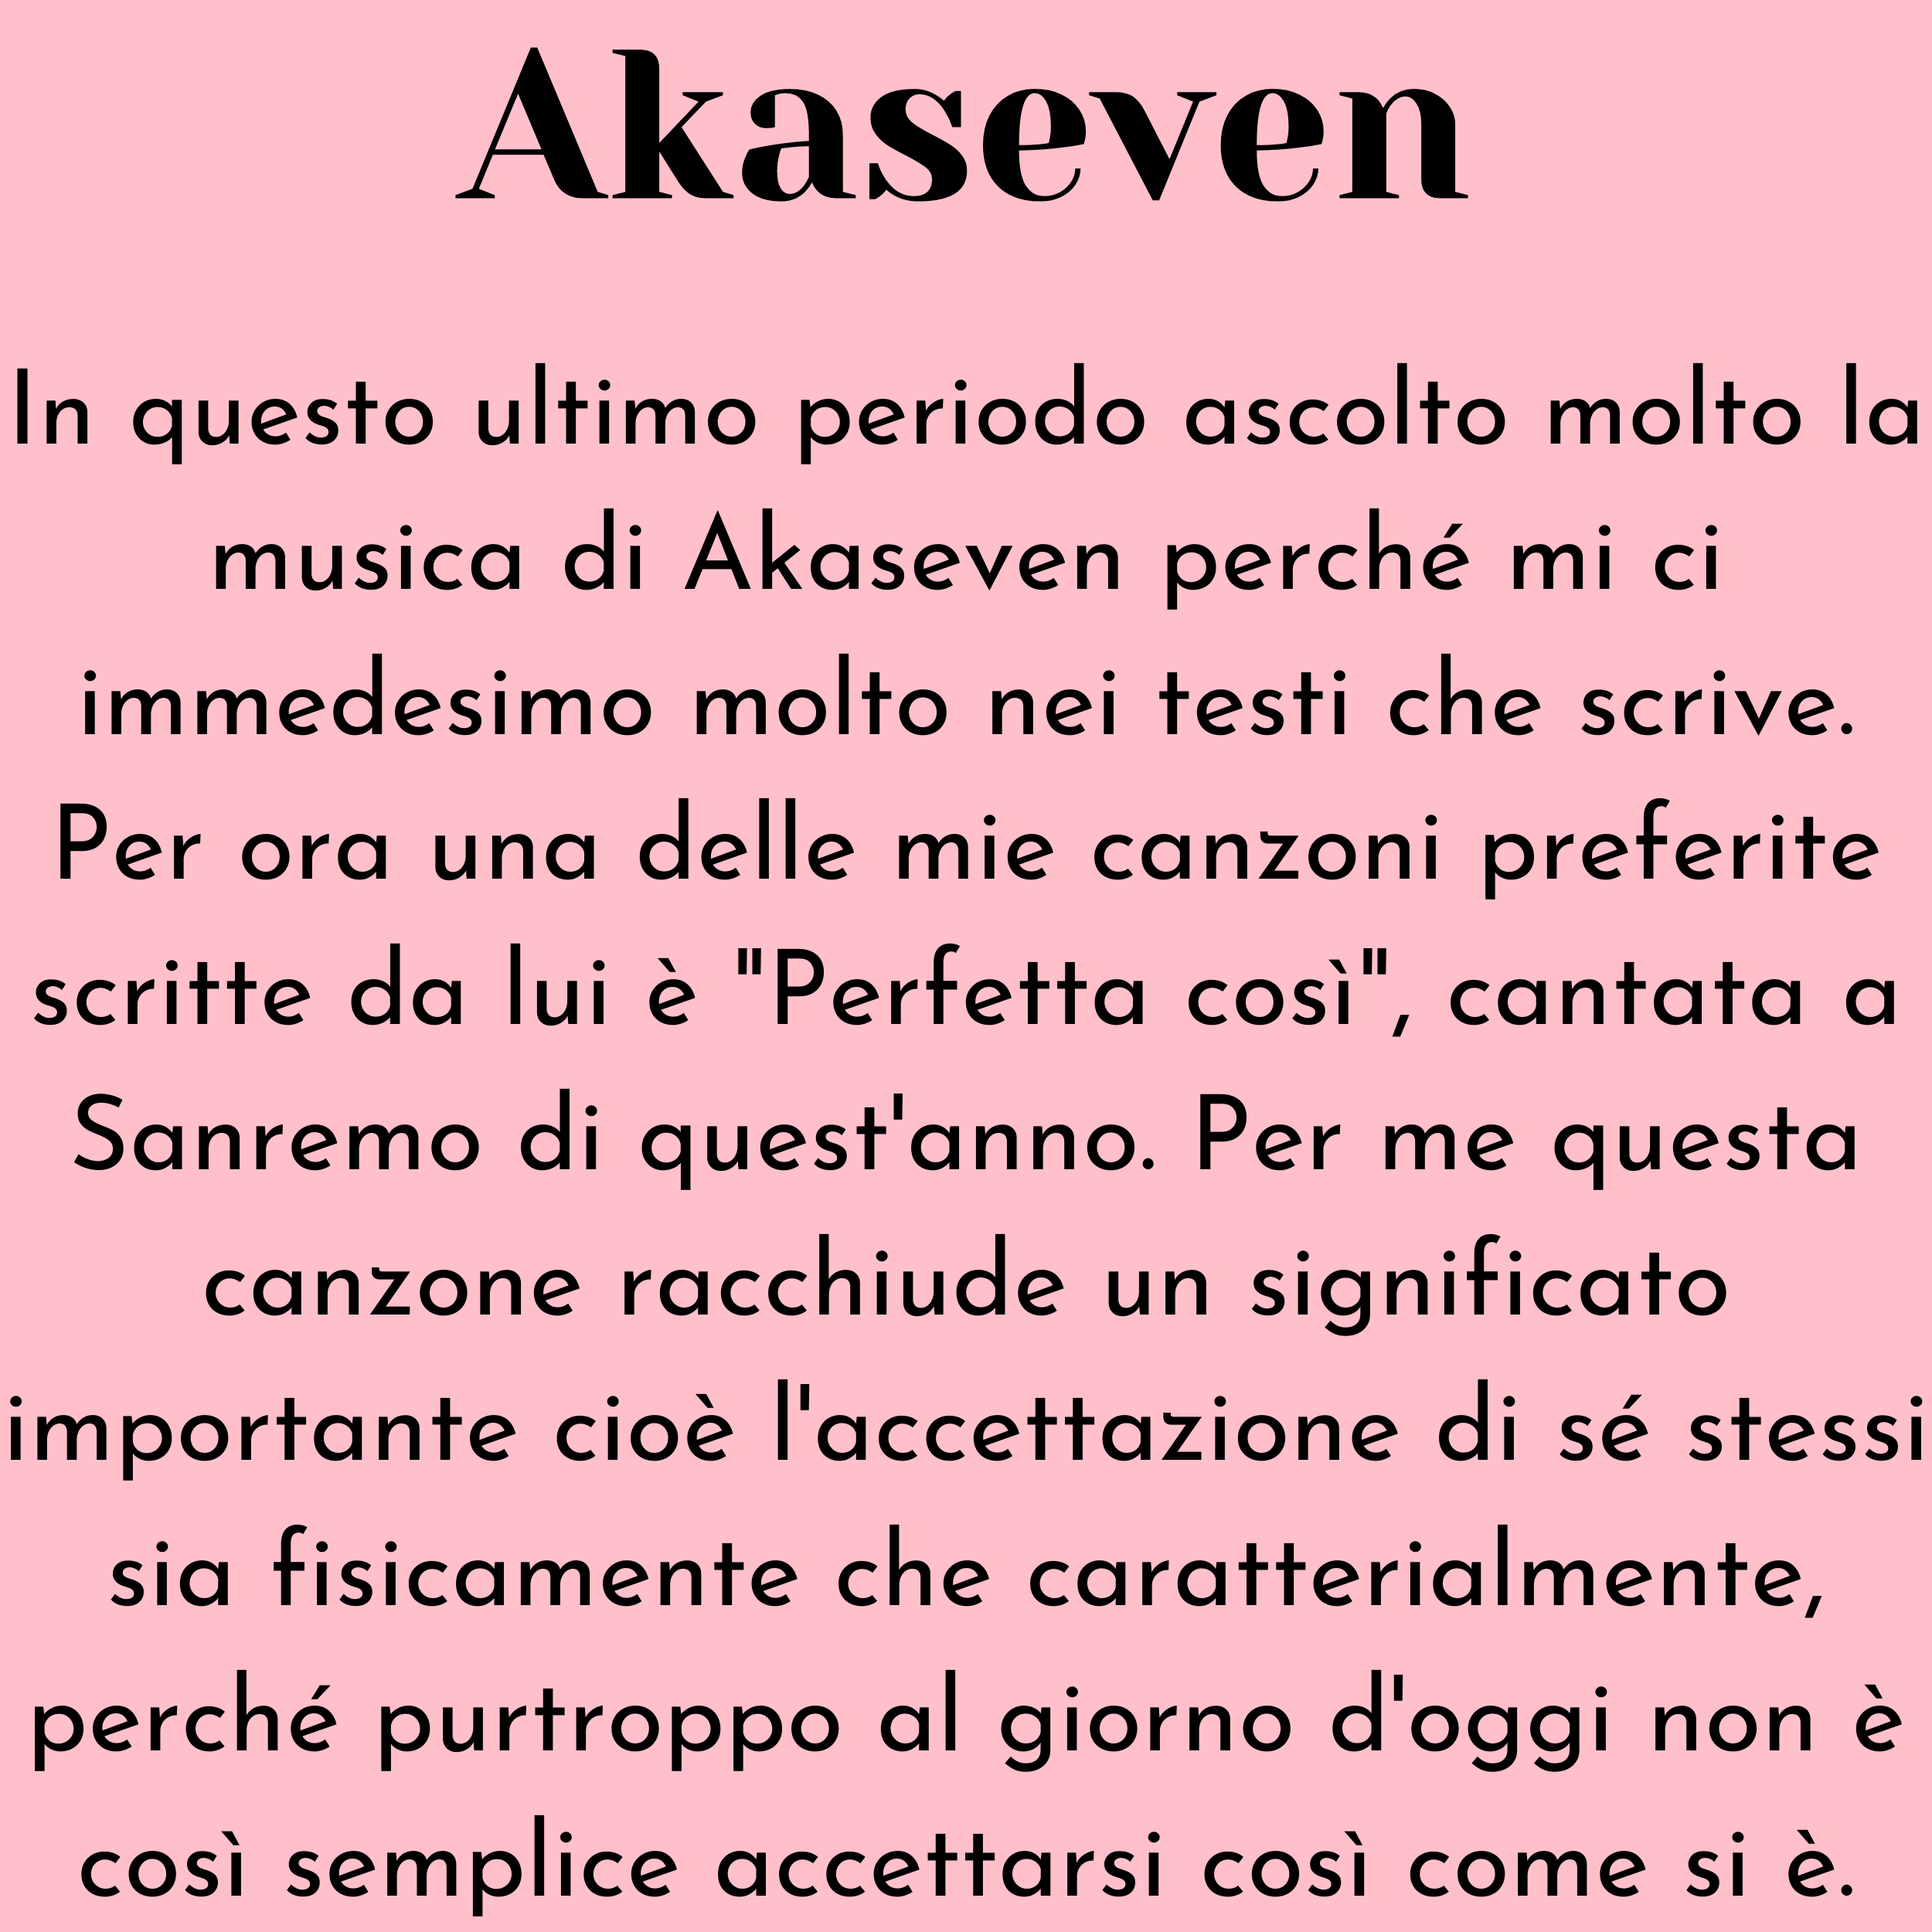 Akaseven
In questo ultimo periodo ascolto molto la
musica di Akaseven perché mi ci
immedesimo molto nei testi che scrive.
Per ora una delle mie canzoni preferite
scritte da lui è "Perfetta così", cantata a
Sanremo di quest'anno. Per me questa
canzone racchiude un significato
importante cioè l'accettazione di sé stessi
sia fisicamente che caratterialmente,
perché purtroppo al giorno d'oggi non è
così semplice accettarsi così come si è.